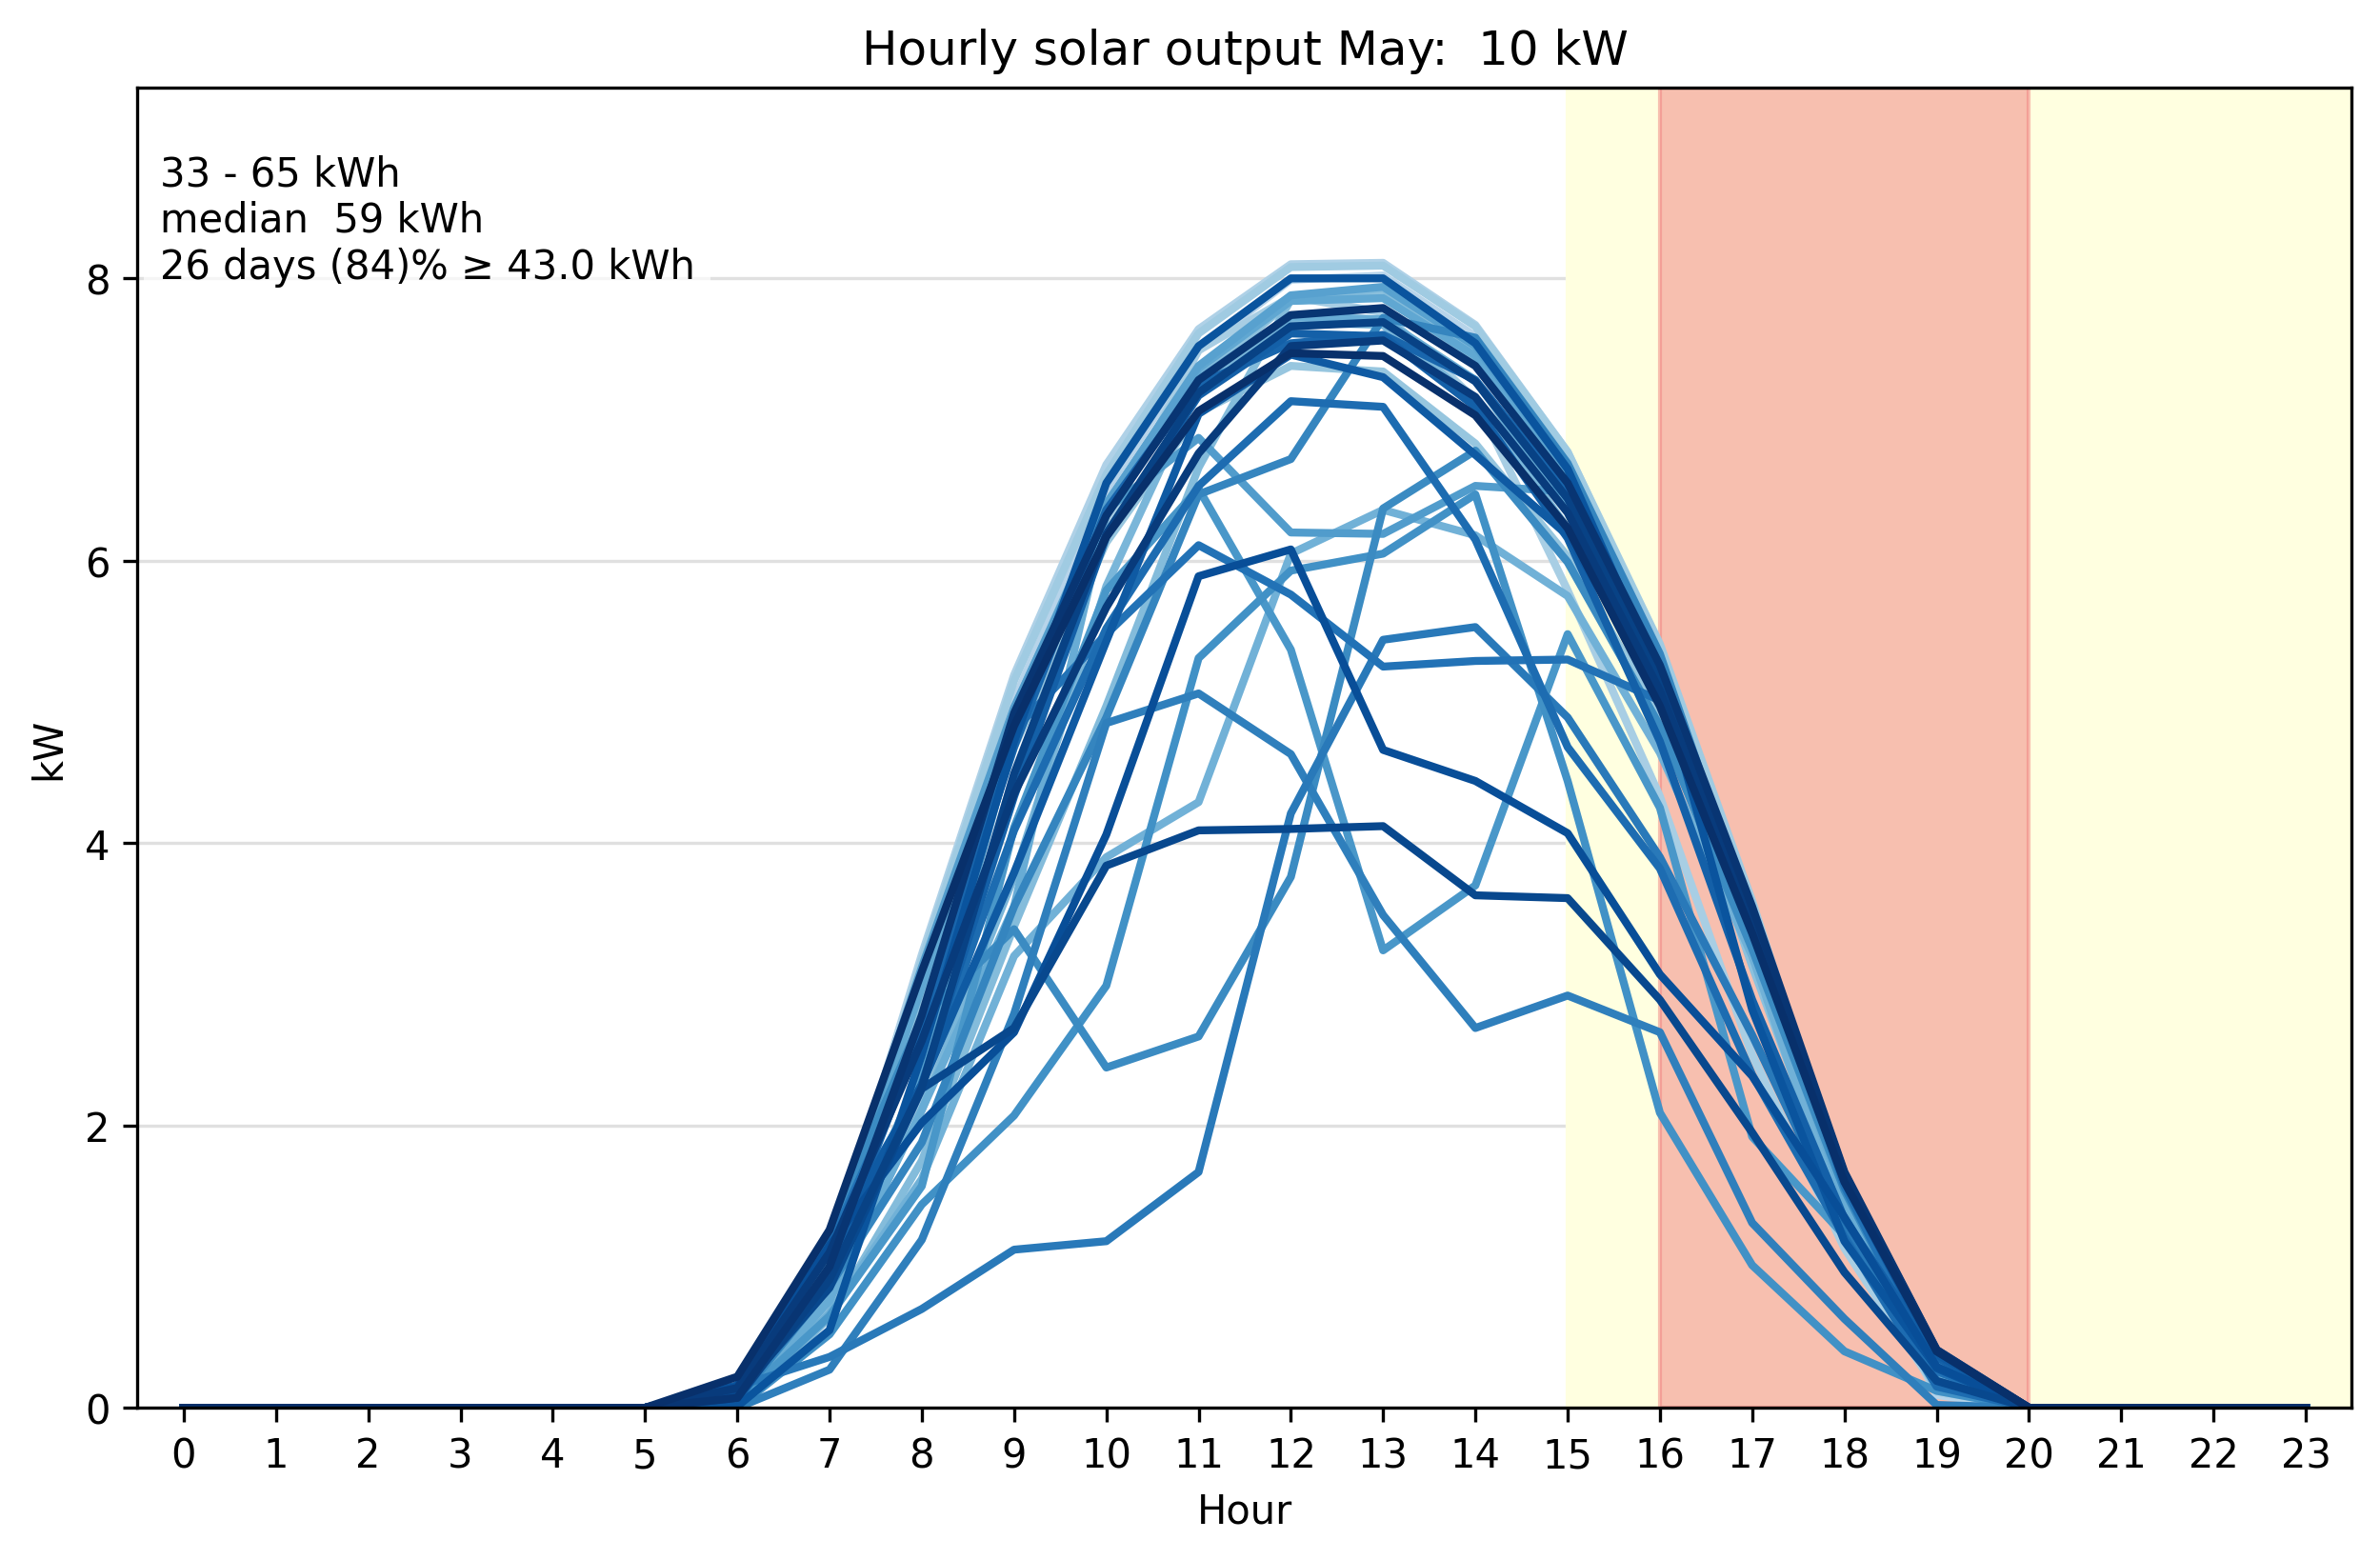 Hourly solar output May:  10 kW
33 - 65 kWh
median  59 kWh
26 days (84)% ≥ 43.0 kWh
8
6
4
2
0
kW
0 1 2 3 4 5 6 7 8 9 10 11 12 13 14 15 16 17 18 19 20 21 22 23
Hour